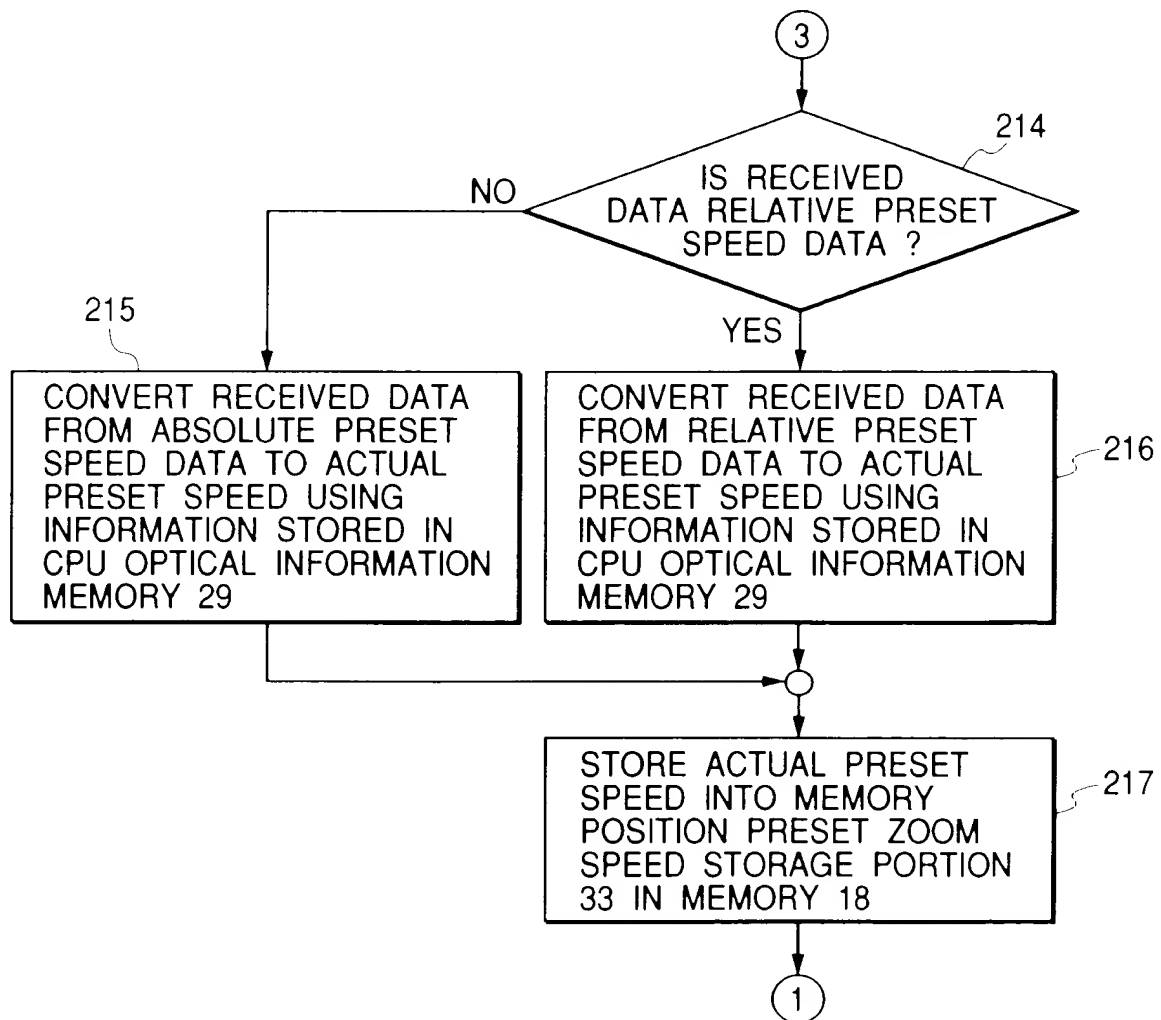 3
214
IS RECEIVED
DATA RELATIVE PRESET
SPEED DATA ?
NO
YES
215
CONVERT RECEIVED DATA
FROM ABSOLUTE PRESET
SPEED DATA TO ACTUAL
PRESET SPEED USING
INFORMATION STORED IN
CPU OPTICAL INFORMATION
MEMORY 29
CONVERT RECEIVED DATA
FROM RELATIVE PRESET
SPEED DATA TO ACTUAL
PRESET SPEED USING
INFORMATION STORED IN
CPU OPTICAL INFORMATION
MEMORY 29
216
STORE ACTUAL PRESET
SPEED INTO MEMORY
POSITION PRESET ZOOM
SPEED STORAGE PORTION
33 IN MEMORY 18
217
1